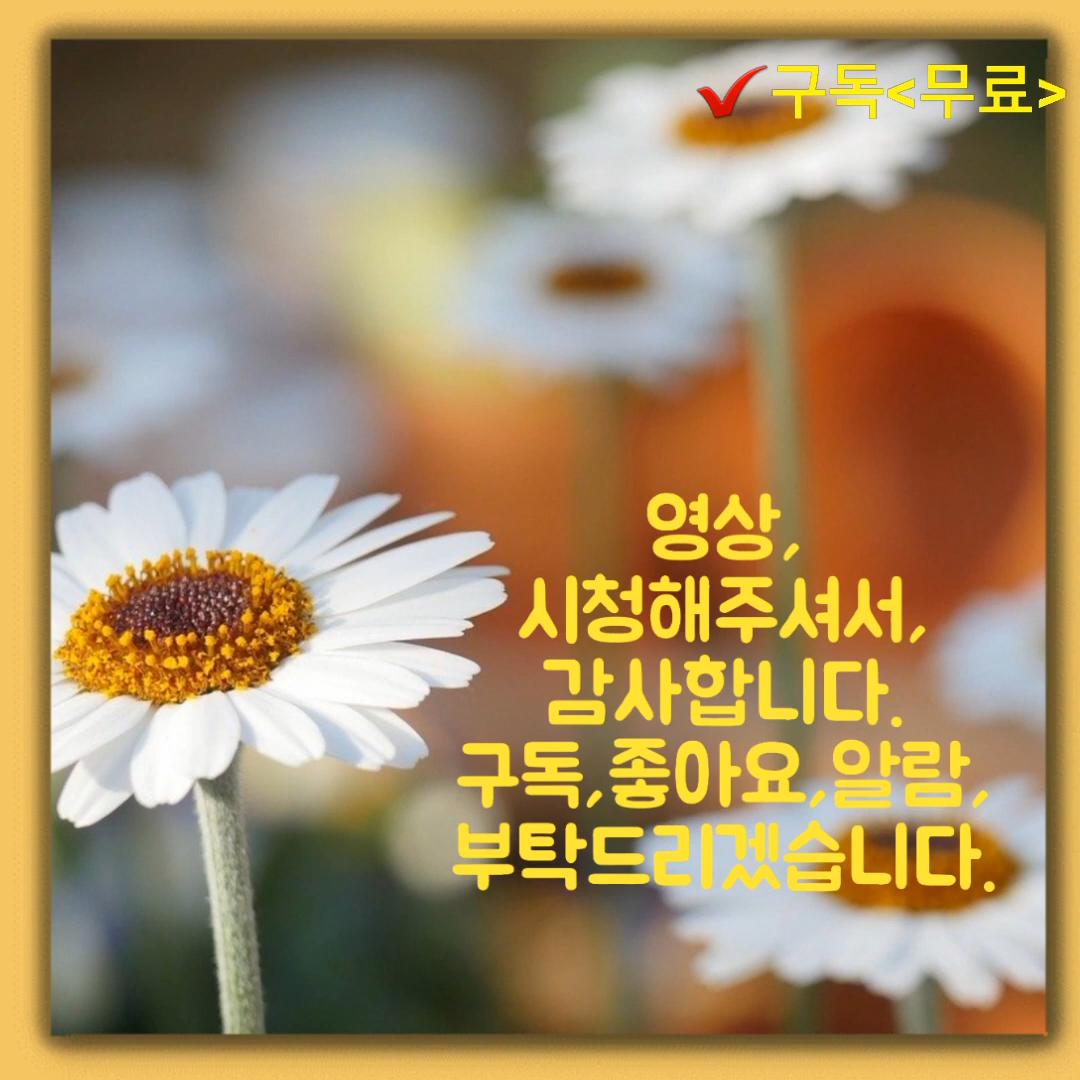 ✓구독<무료>
영상,
시청해주셔서,
감사합니다.
구독,좋아요,알람,
부탁드리겠습니다.